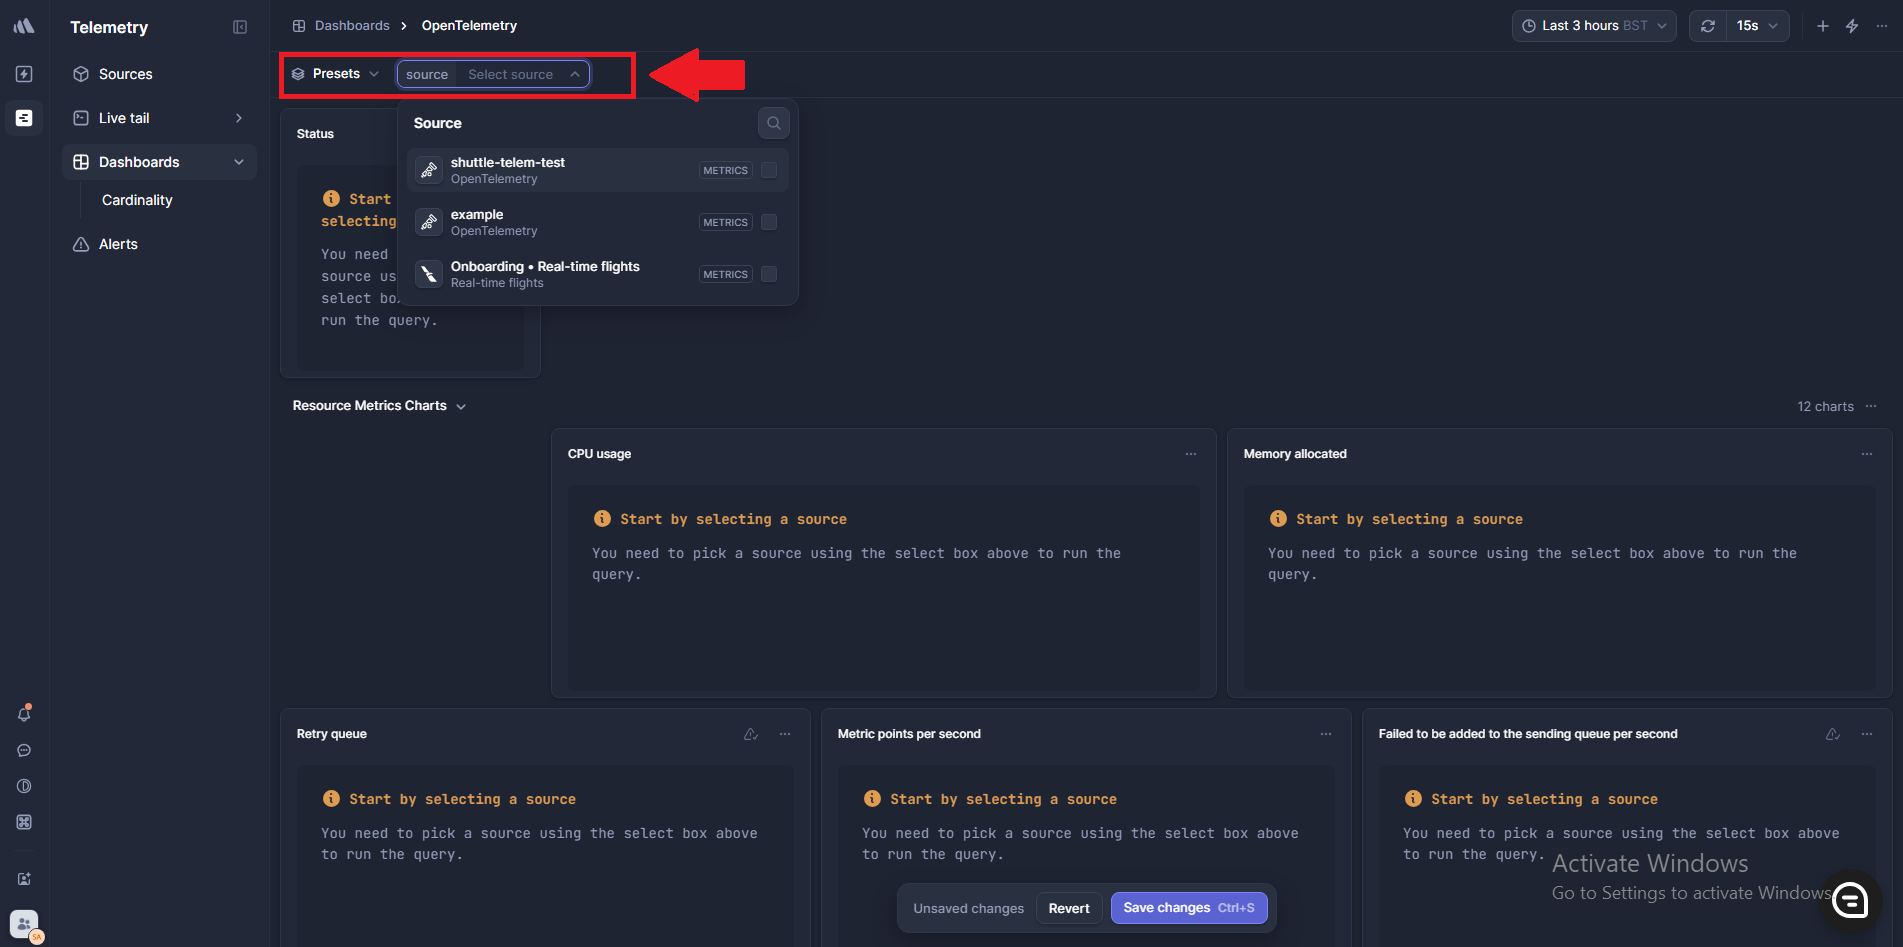 Telemetry
Sources
Live tail
Dashboards
Cardinality
Alerts
SA
Dashboards
OpenTelemetry
Last 3 hours BST
15s
Presets
source
Select source
Source
shuttle-telem-test
OpenTelemetry
METRICS
example
OpenTelemetry
METRICS
Onboarding • Real-time flights
Real-time flights
METRICS
Status
Start
selecting
You need
source us
select bo
run the query.
Resource Metrics Charts
12 charts
CPU usage
Start by selecting a source
You need to pick a source using the select box above to run the
query.
Memory allocated
Start by selecting a source
You need to pick a source using the select box above to run the
query.
Retry queue
Start by selecting a source
You need to pick a source using the select box above
to run the query.
Metric points per second
Start by selecting a source
You need to pick a source using the select box above
to run the query.
Failed to be added to the sending queue per second
Start by selecting a source
You need to pick a source using the select box above
to run the query.
Unsaved changes
Revert
Save changes Ctrl+S
Activate Windows
Go to Settings to activate Windows